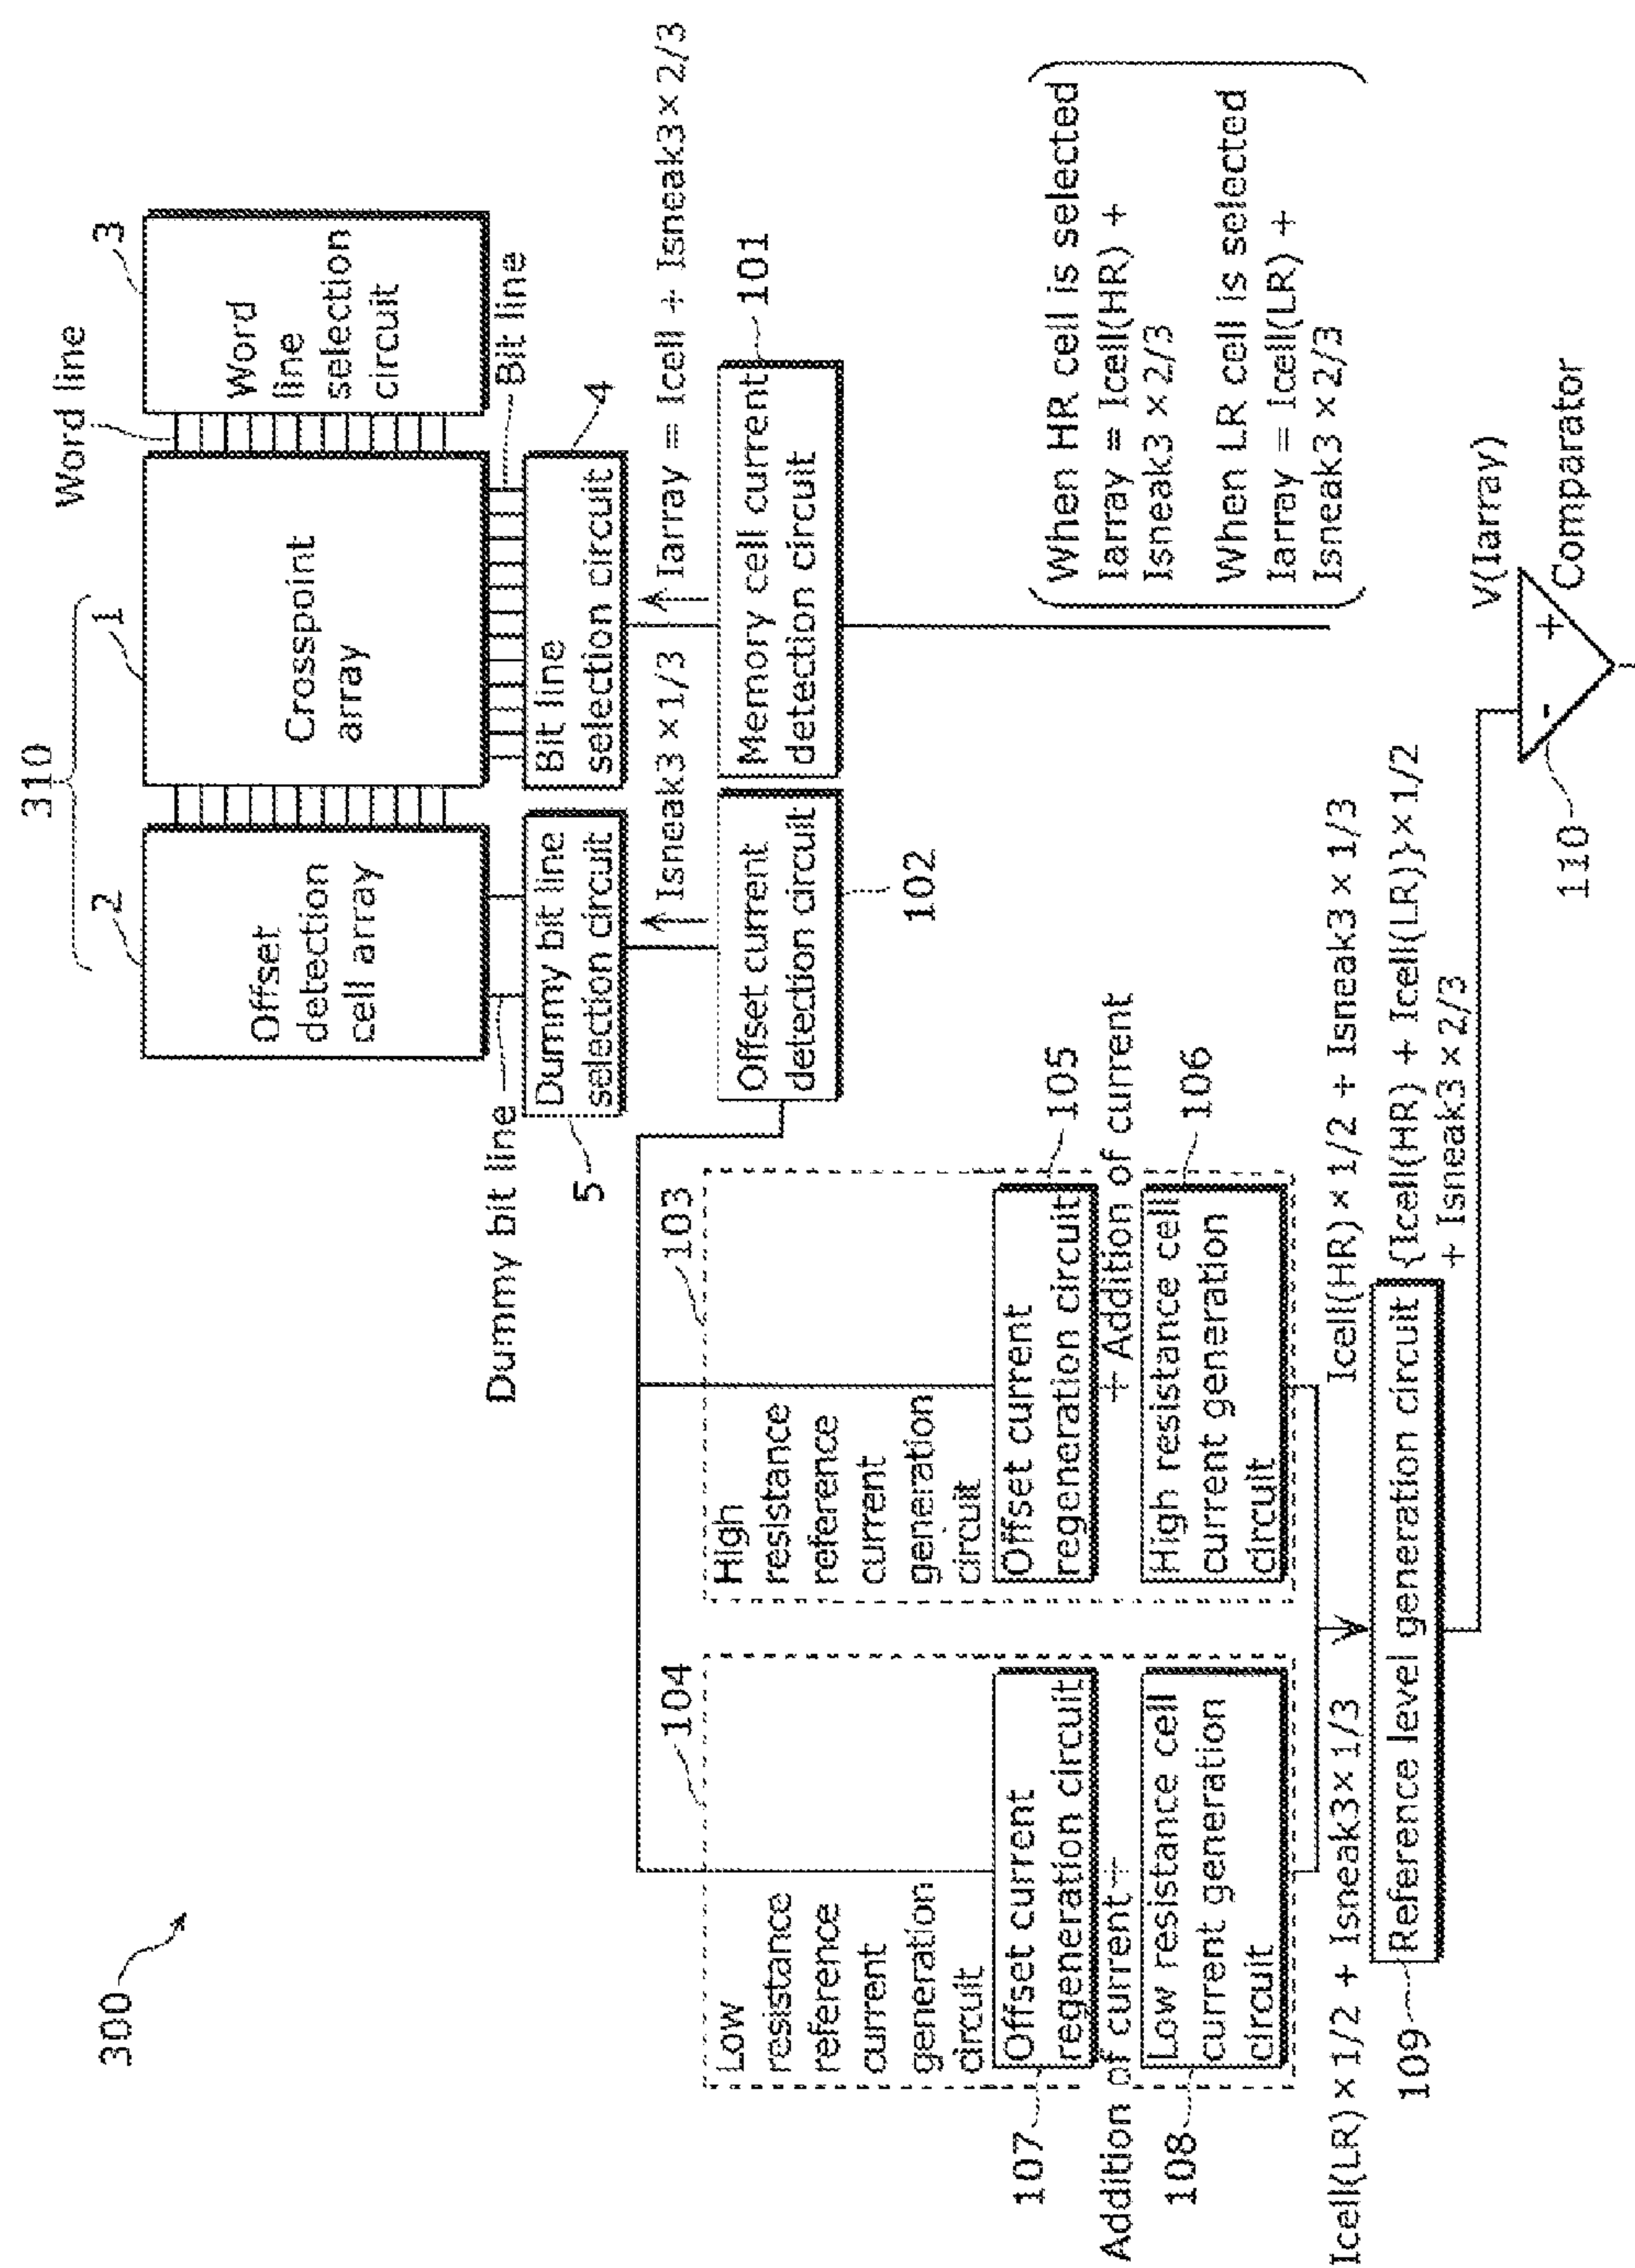 300
310
2
1
3
Word line
Offset
detection
cell array
Crosspoint
array
Word
line
selection
circuit
Dummy bit line
Bit line
5
Dummy bit line
selection circuit
Bit line
selection circuit
4
Isneak3 × 1/3
Iarray = Icell + Isneak3 × 2/3
Offset current
detection circuit
102
Memory cell current
detection circuit
101
104
Low
resistance
reference
current
generation
circuit
103
High
resistance
reference
current
generation
circuit
107
Offset current
regeneration circuit
Offset current
regeneration circuit
105
Addition of current +
+ Addition of current
108
Low resistance cell
current generation
circuit
High resistance cell
current generation
circuit
106
Icell(LR) × 1/2 + Isneak3 × 1/3
Icell(HR) × 1/2 + Isneak3 × 1/3
109
Reference level generation circuit
{Icell(HR) + Icell(LR)} × 1/2
+ Isneak3 × 2/3
When HR cell is selected
Iarray = Icell(HR) +
Isneak3 × 2/3
When LR cell is selected
Iarray = Icell(LR) +
Isneak3 × 2/3
V(Iarray)
- +
110
Comparator